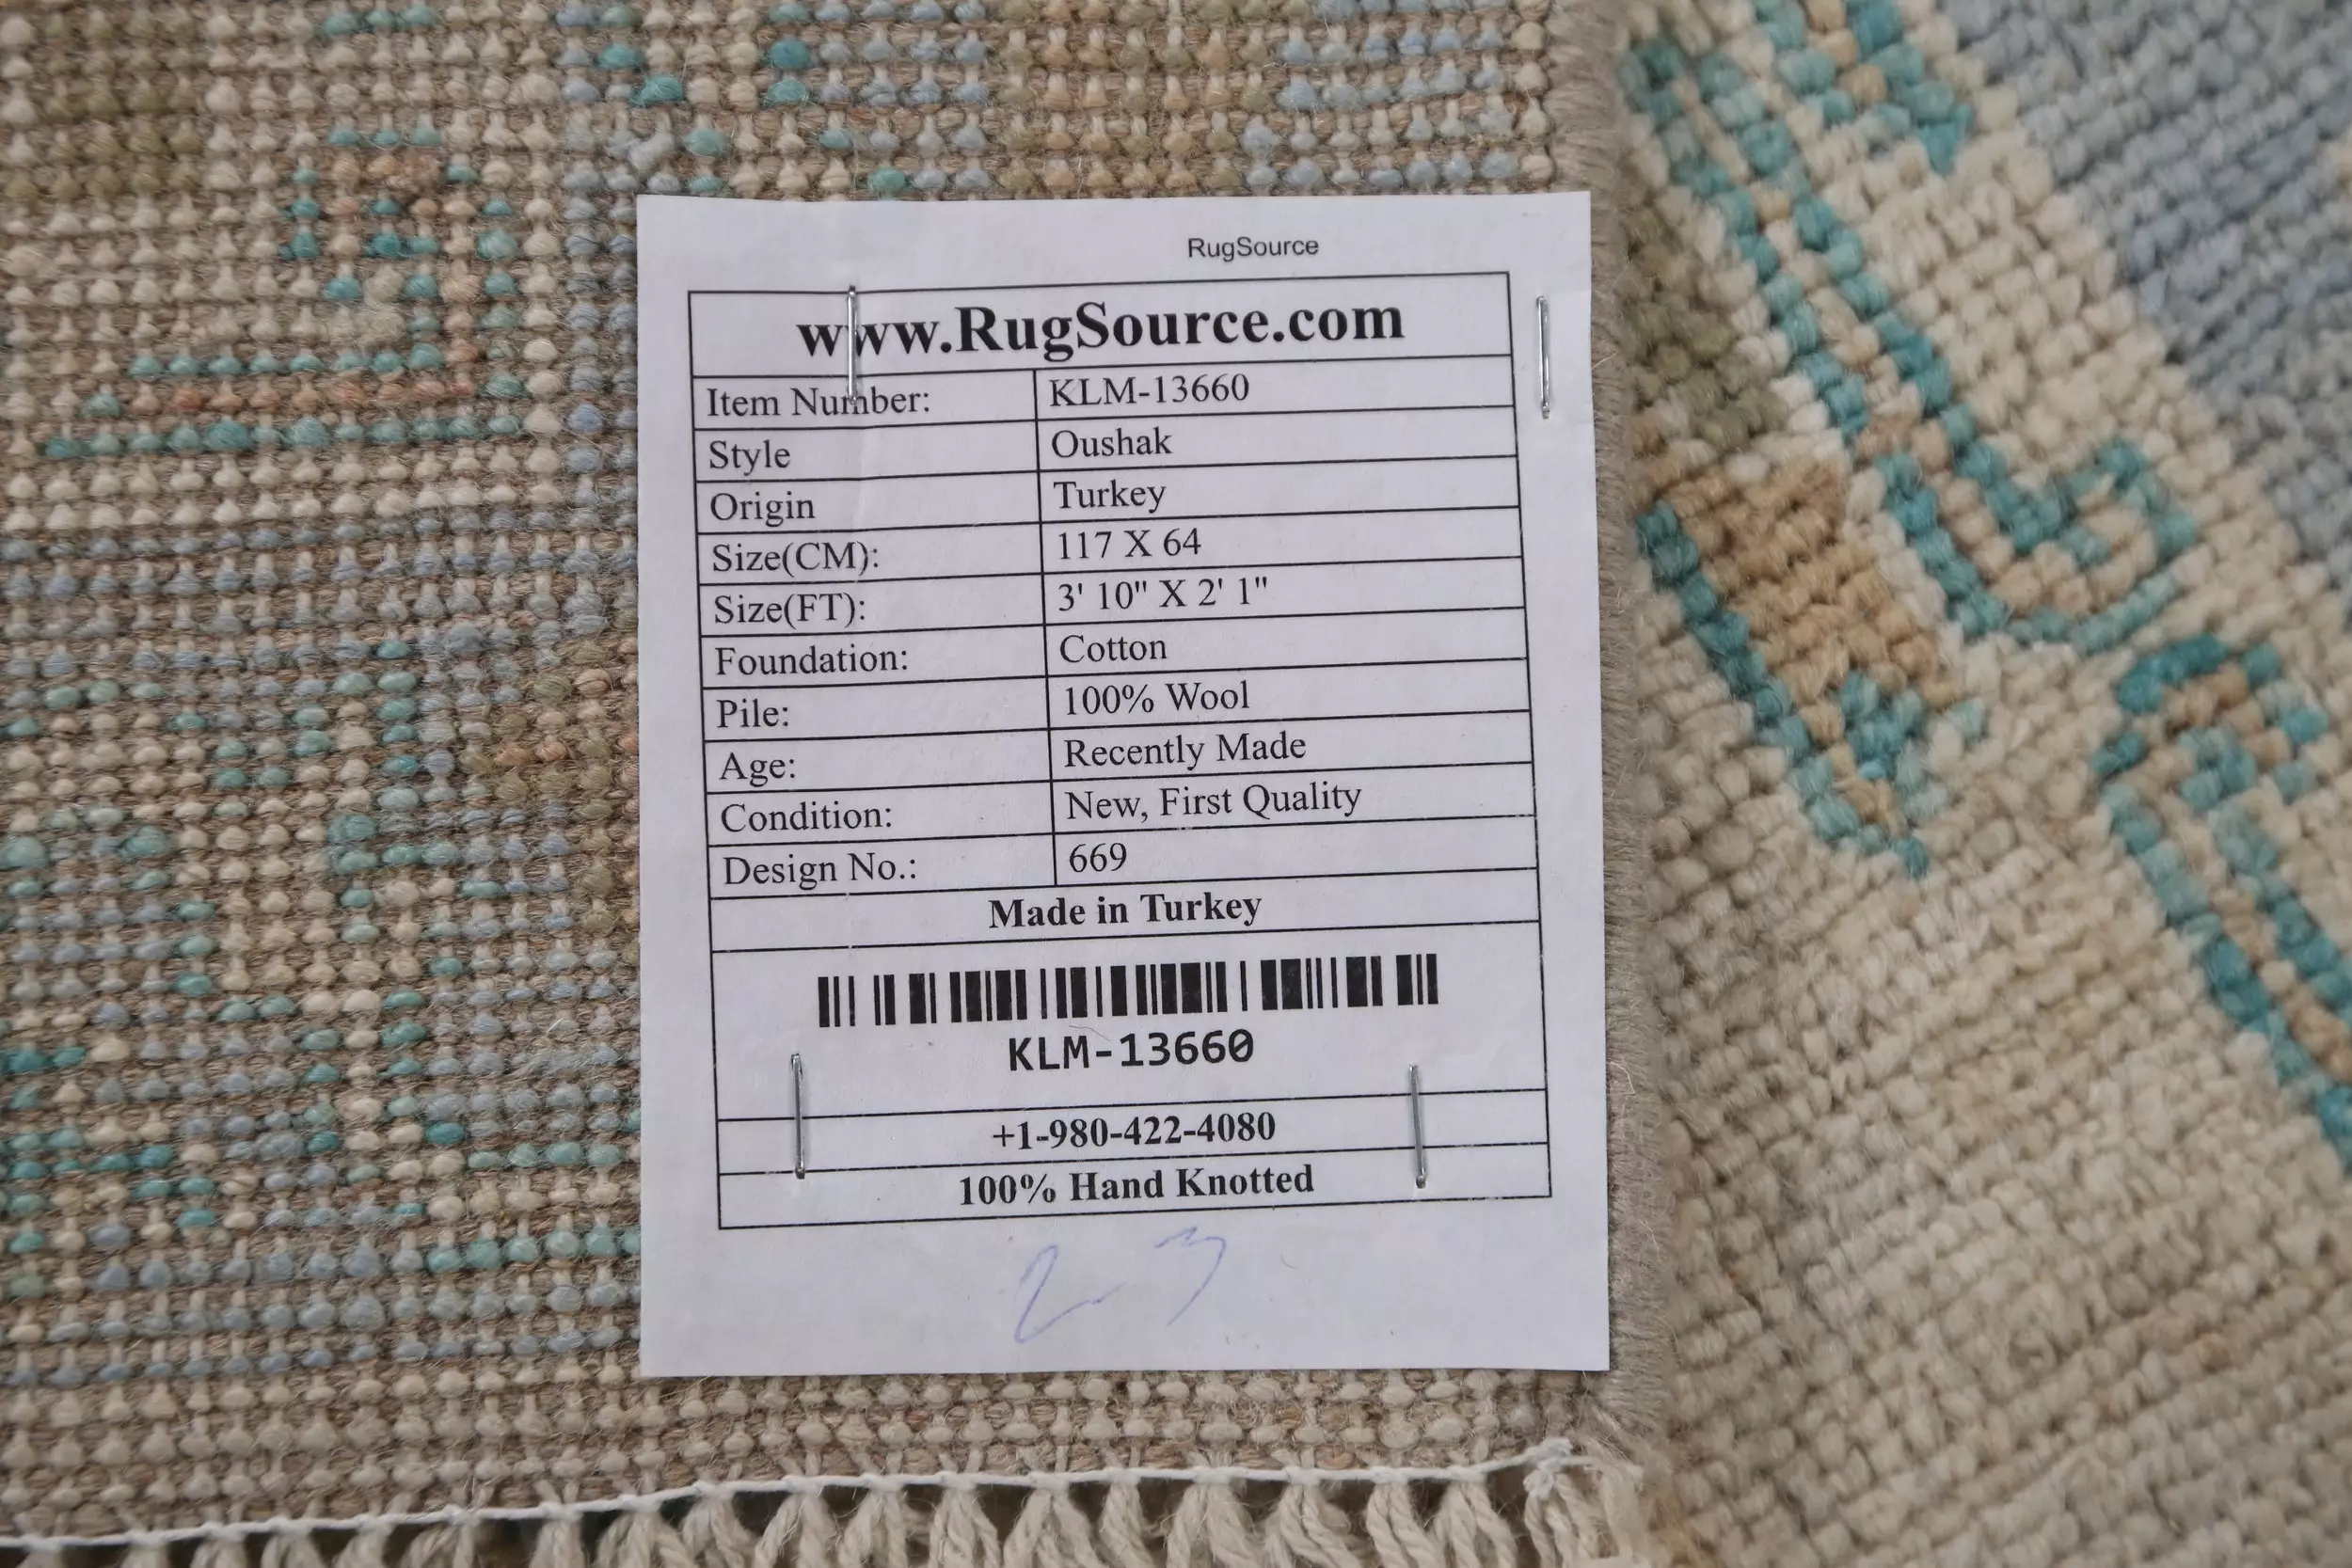 RugSource
www.RugSource.com
Item Number: KLM-13660
Style Oushak
Origin Turkey
Size(CM): 117 X 64
Size(FT): 3' 10" X 2' 1"
Foundation: Cotton
Pile: 100% Wool
Age: Recently Made
Condition: New, First Quality
Design No.: 669
Made in Turkey
KLM-13660
+1-980-422-4080
100% Hand Knotted